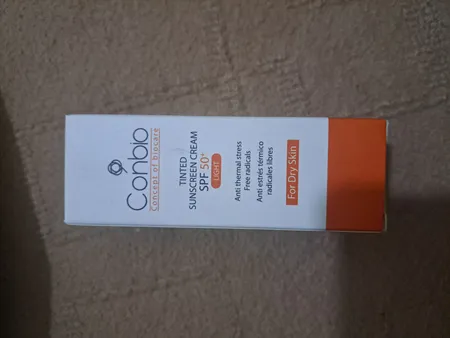 Conbio
Concept of Biocare
TINTED
SUNSCREEN CREAM
SPF 50+
LIGHT
Anti thermal stress
Free radicals
Anti estrés térmico
radicales libres
For Dry Skin